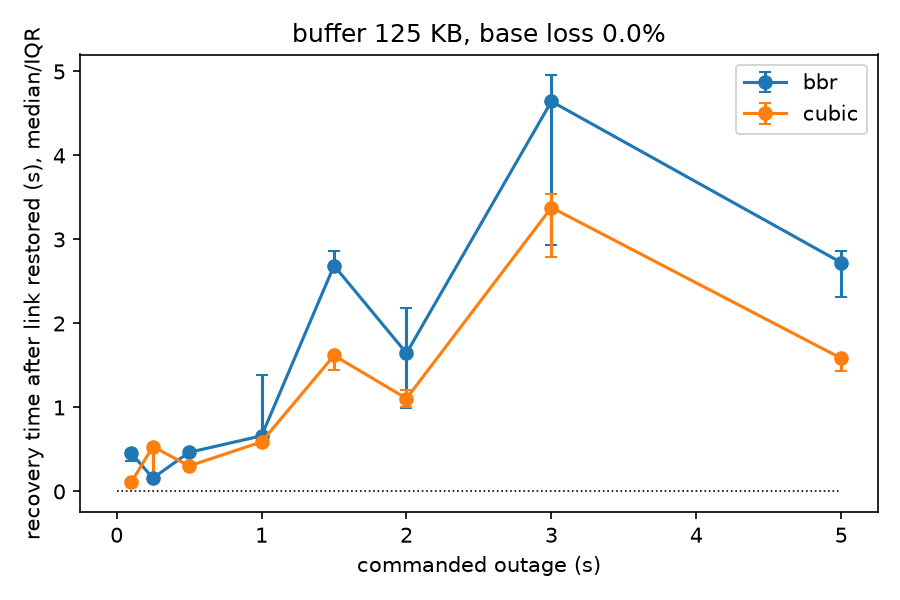 buffer 125 KB, base loss 0.0%
recovery time after link restored (s), median/IQR
5
4
3
2
1
0
bbr
cubic
0 1 2 3 4 5
commanded outage (s)